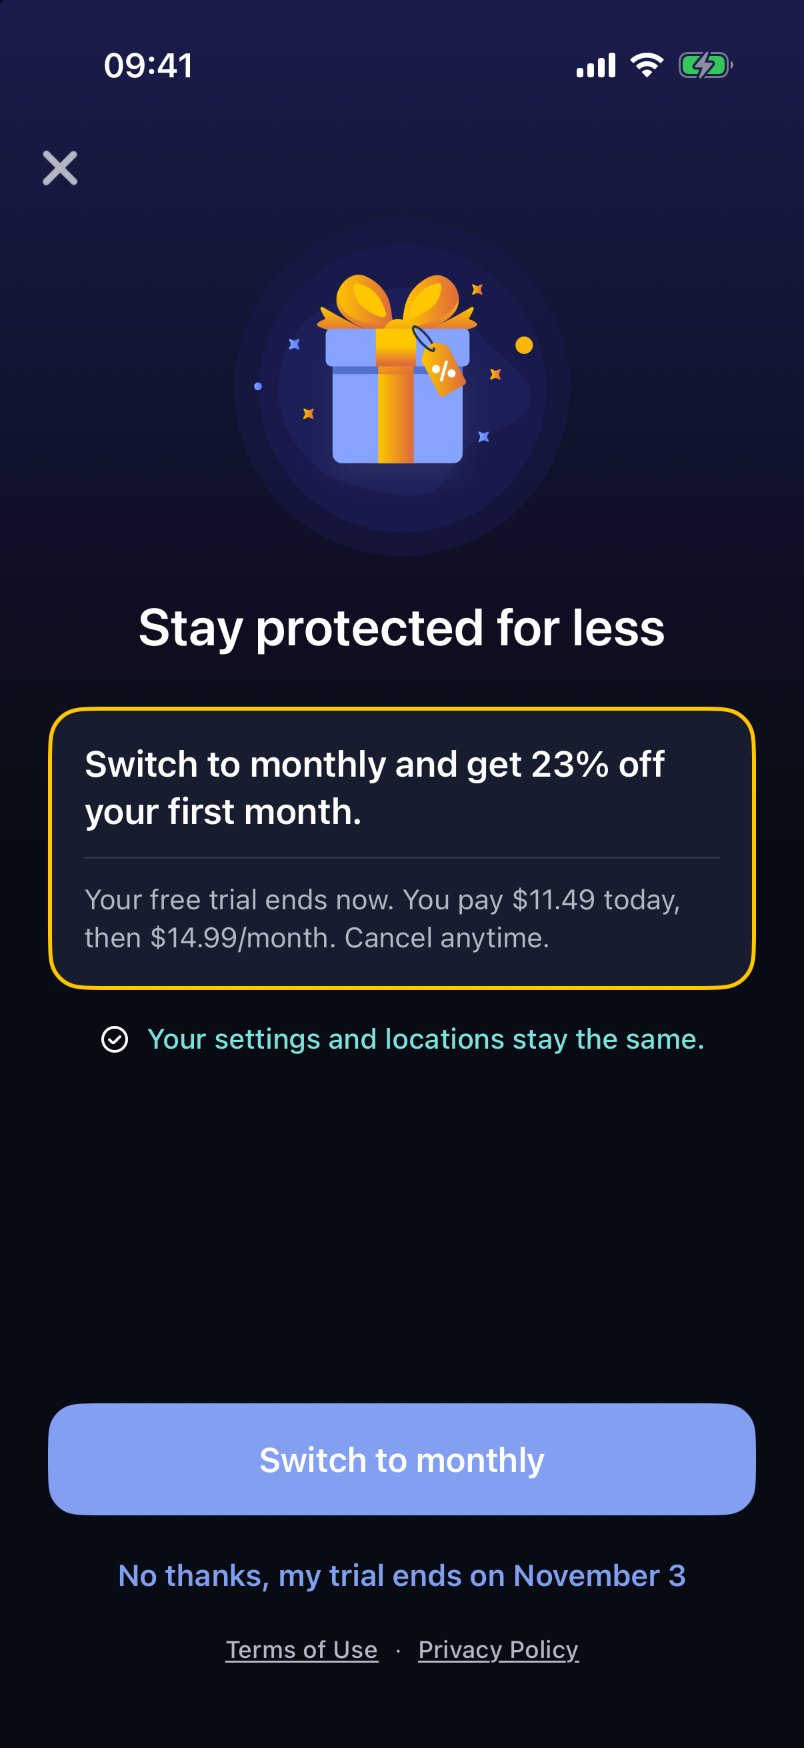 09:41
%
Stay protected for less
Switch to monthly and get 23% off
your first month.
Your free trial ends now. You pay $11.49 today,
then $14.99/month. Cancel anytime.
Your settings and locations stay the same.
Switch to monthly
No thanks, my trial ends on November 3
Terms of Use · Privacy Policy